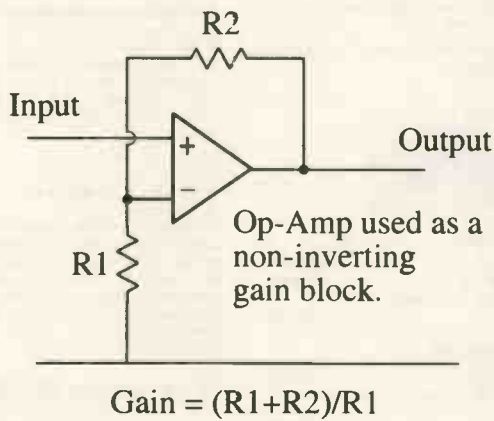 R2
Input
+
Output
−
R1
Op-Amp used as a
non-inverting
gain block.
Gain = (R1+R2)/R1